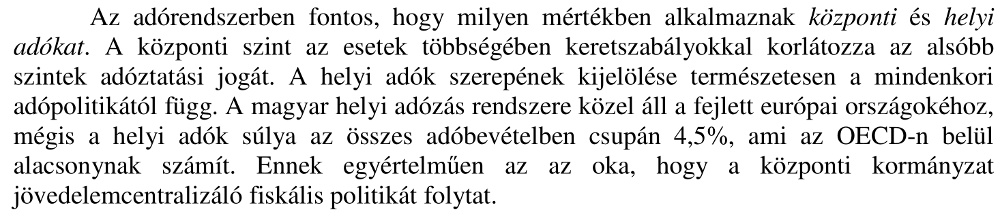 Az adórendszerben fontos, hogy milyen mértékben alkalmaznak központi és helyi
adókat. A központi szint az esetek többségében keretszabályokkal korlátozza az alsóbb
szintek adóztatási jogát. A helyi adók szerepének kijelölése természetesen a mindenkori
adópolitikától függ. A magyar helyi adózás rendszere közel áll a fejlett európai országokéhoz,
mégis a helyi adók súlya az összes adóbevételben csupán 4,5%, ami az OECD-n belül
alacsonynak számít. Ennek egyértelműen az az oka, hogy a központi kormányzat
jövedelemcentralizáló fiskális politikát folytat.